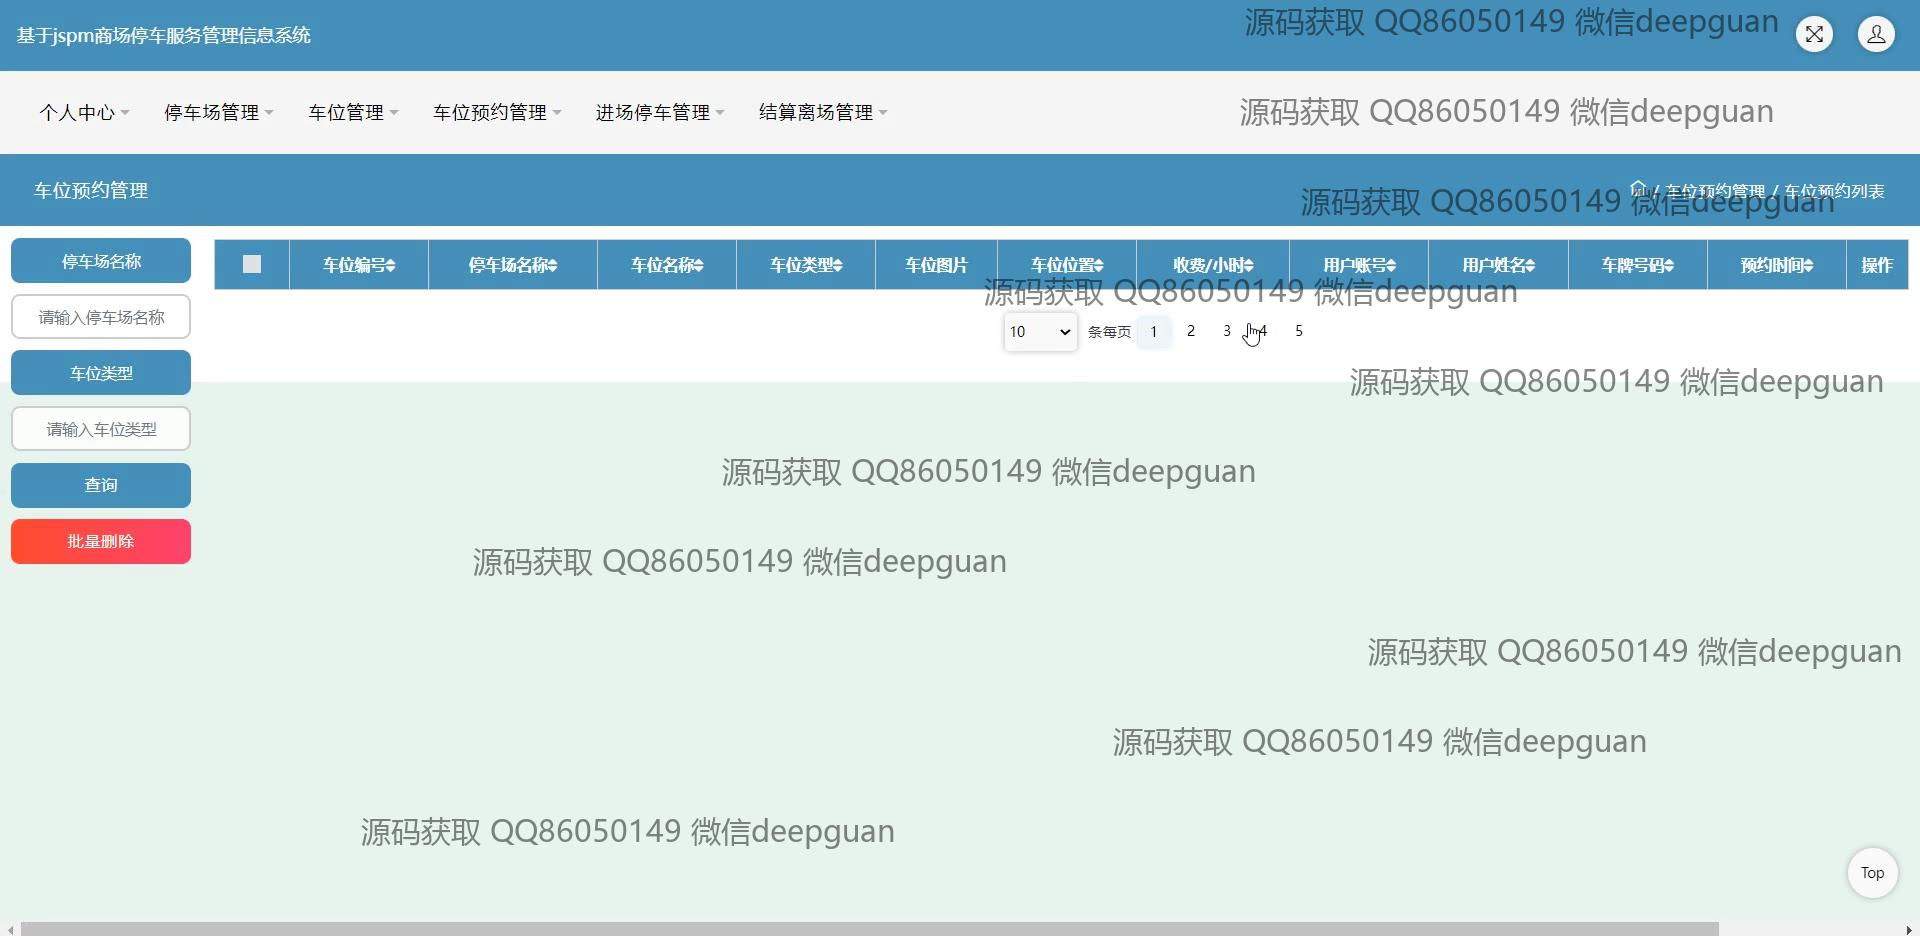 基于jspm商场停车服务管理信息系统
源码获取 QQ86050149 微信deepguan
个人中心 停车场管理 车位管理 车位预约管理 进场停车管理 结算离场管理
源码获取 QQ86050149 微信deepguan
车位预约管理
/ 车位预约管理 / 车位预约列表
源码获取 QQ86050149 微信deepguan
停车场名称
车位编号 停车场名称 车位名称 车位类型 车位图片 车位位置 收费/小时 用户账号 用户姓名 车牌号码 预约时间 操作
源码获取 QQ86050149 微信deepguan
请输入停车场名称
10 条每页 1 2 3 4 5
车位类型
源码获取 QQ86050149 微信deepguan
请输入车位类型
源码获取 QQ86050149 微信deepguan
查询
批量删除
源码获取 QQ86050149 微信deepguan
源码获取 QQ86050149 微信deepguan
源码获取 QQ86050149 微信deepguan
源码获取 QQ86050149 微信deepguan
Top